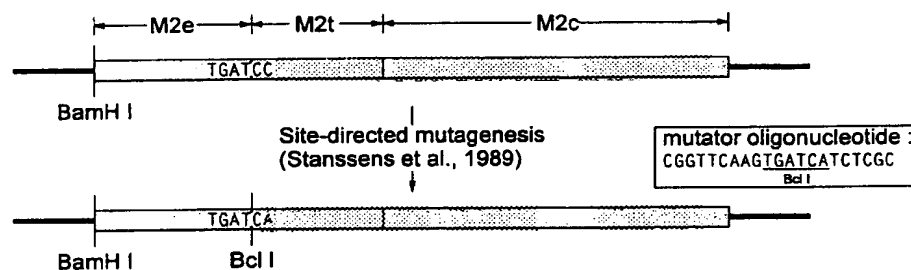 M2e M2t M2c
TGATCC
BamH I
Site-directed mutagenesis
(Stanssens et al., 1989)
mutator oligonucleotide :
CGGTTCAAGTGATCATCTCGC
Bcl I
TGATCA
BamH I Bcl I